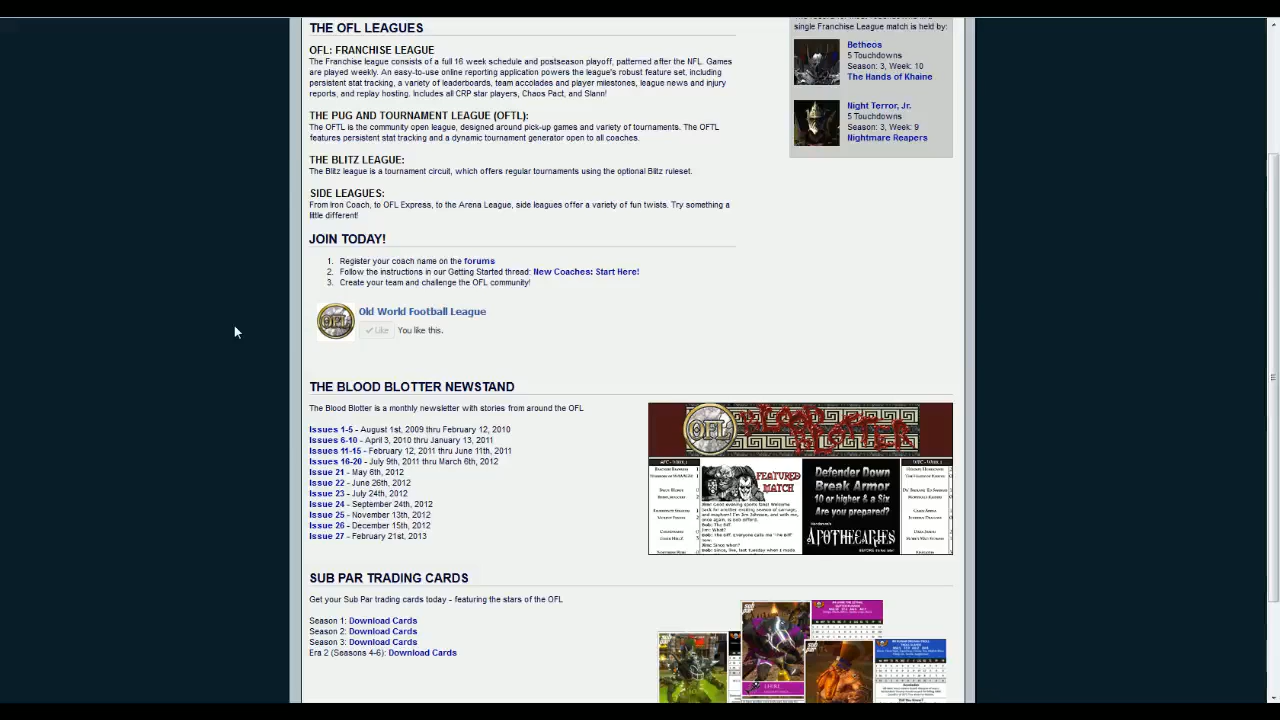 THE OFL LEAGUES
OFL: FRANCHISE LEAGUE
The Franchise league consists of a full 16 week schedule and postseason playoff, patterned after the NFL. Games
are played weekly. An easy-to-use online reporting application powers the league's robust feature set, including
persistent stat tracking, a variety of leaderboards, team accolades and player milestones, league news and injury
reports, and replay hosting. Includes all CRP star players, Chaos Pact, and Slann!
THE PUG AND TOURNAMENT LEAGUE (OFTL):
The OFTL is the community open league, designed around pick-up games and variety of tournaments. The OFTL
features persistent stat tracking and a dynamic tournament generator open to all coaches.
THE BLITZ LEAGUE:
The Blitz league is a tournament circuit, which offers regular tournaments using the optional Blitz ruleset.
SIDE LEAGUES:
From Iron Coach, to OFL Express, to the Arena League, side leagues offer a variety of fun twists. Try something a
little different!
JOIN TODAY!
1. Register your coach name on the forums
2. Follow the instructions in our Getting Started thread: New Coaches: Start Here!
3. Create your team and challenge the OFL community!
OFL
Old World Football League
Like You like this.
single Franchise League match is held by:
Betheos
5 Touchdowns
Season: 3, Week: 10
The Hands of Khaine
Night Terror, Jr.
5 Touchdowns
Season: 3, Week: 9
Nightmare Reapers
THE BLOOD BLOTTER NEWSTAND
The Blood Blotter is a monthly newsletter with stories from around the OFL
Issues 1-5 - August 1st, 2009 thru February 12, 2010
Issues 6-10 - April 3, 2010 thru January 13, 2011
Issues 11-15 - February 12, 2011 thru June 11th, 2011
Issues 16-20 - July 9th, 2011 thru March 6th, 2012
Issue 21 - May 6th, 2012
Issue 22 - June 26th, 2012
Issue 23 - July 24th, 2012
Issue 24 - September 24th, 2012
Issue 25 - November 13th, 2012
Issue 26 - December 15th, 2012
Issue 27 - February 21st, 2013
OFL
BLOOD BLOTTER
FEATURED
MATCH
Defender Down
Break Armor
10 or higher & a Six
Are you prepared?
APOTHECARIES
SUB PAR TRADING CARDS
Get your Sub Par trading cards today - featuring the stars of the OFL
Season 1: Download Cards
Season 2: Download Cards
Season 3: Download Cards
Era 2 (Seasons 4-6): Download Cards